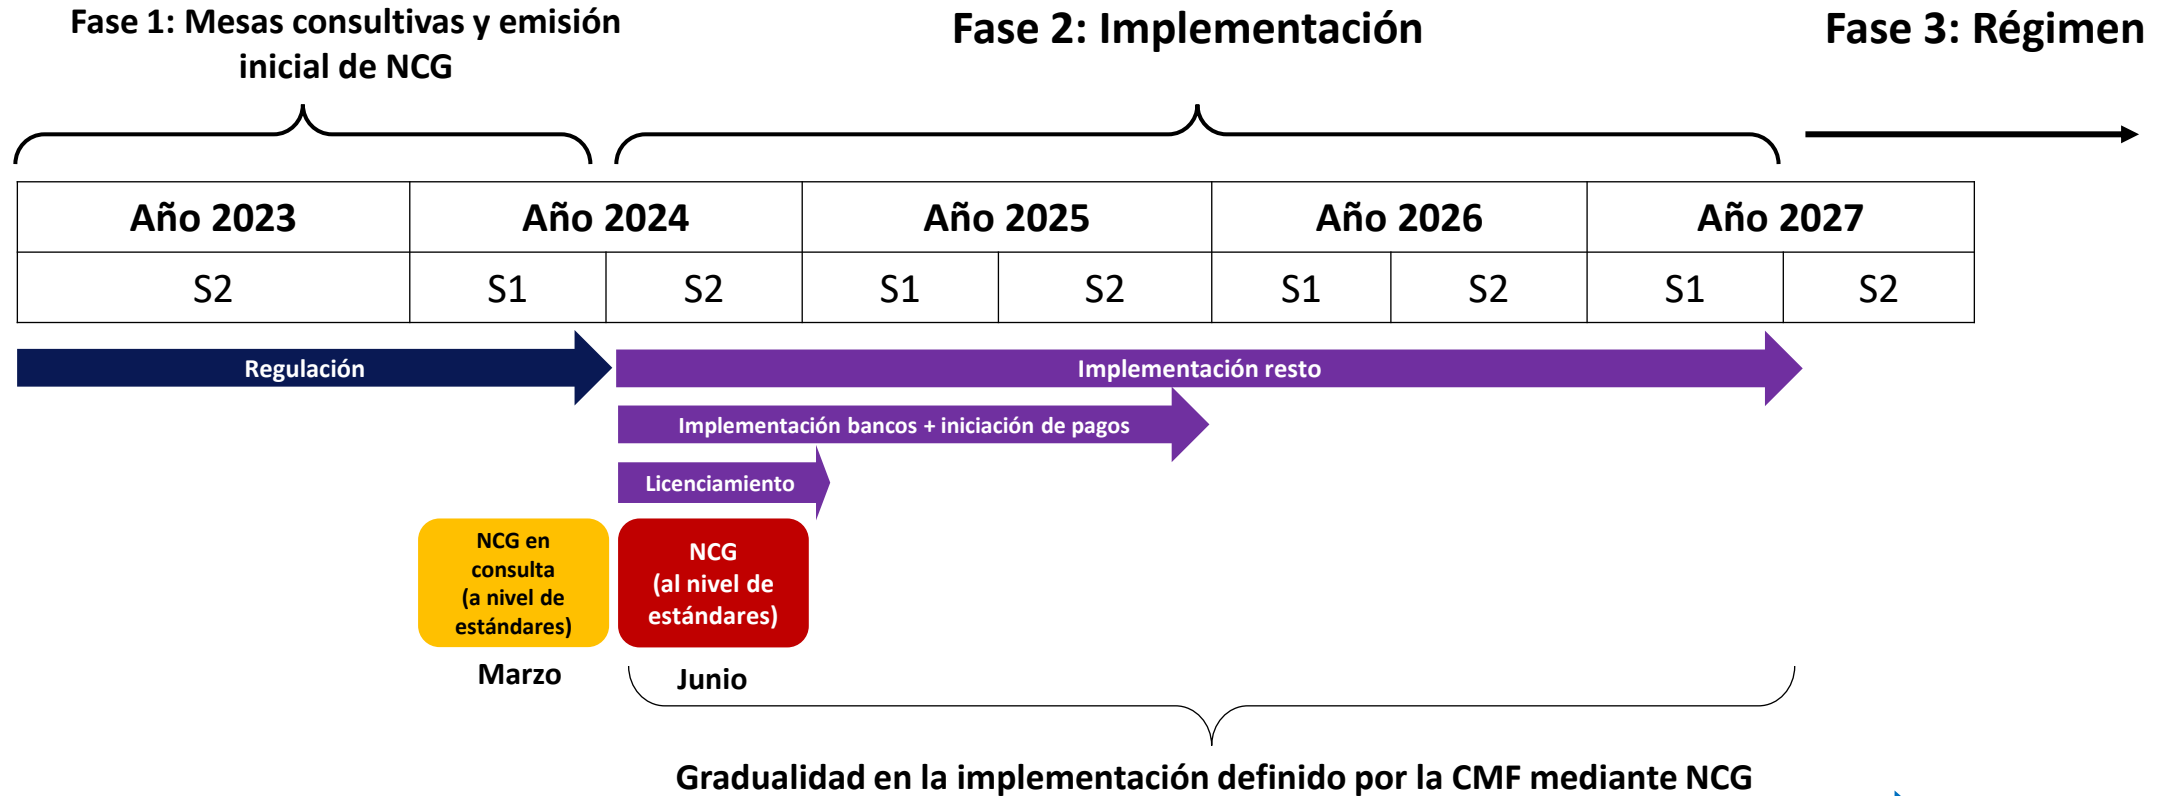 Fase 1: Mesas consultivas y emisión
inicial de NCG
Fase 2: Implementación
Fase 3: Régimen
Año 2023
Año 2024
Año 2025
Año 2026
Año 2027
S2
S1
S2
S1
S2
S1
S2
S1
S2
Regulación
Implementación resto
Implementación bancos + iniciación de pagos
Licenciamiento
NCG en
consulta
(a nivel de
estándares)
NCG
(al nivel de
estándares)
Marzo
Junio
Gradualidad en la implementación definido por la CMF mediante NCG